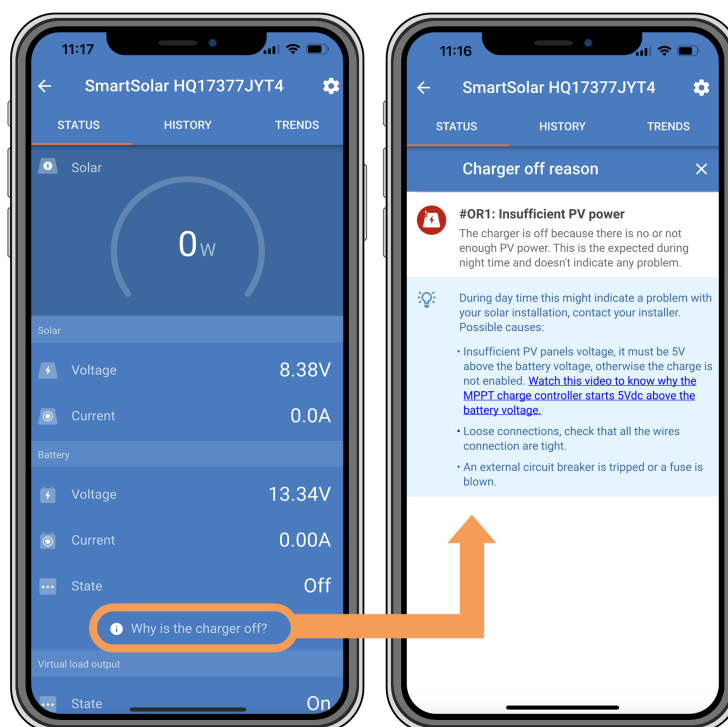 11:17
SmartSolar HQ17377JYT4
STATUS HISTORY TRENDS
Solar
0W
Solar
Voltage 8.38V
Current 0.0A
Battery
Voltage 13.34V
Current 0.00A
State Off
Why is the charger off?
Virtual load output
State On
11:16
SmartSolar HQ17377JYT4
STATUS HISTORY TRENDS
Charger off reason
#OR1: Insufficient PV power
The charger is off because there is no or not
enough PV power. This is the expected during
night time and doesn't indicate any problem.
During day time this might indicate a problem with
your solar installation, contact your installer.
Possible causes:
• Insufficient PV panels voltage, it must be 5V
above the battery voltage, otherwise the charge is
not enabled. Watch this video to know why the
MPPT charge controller starts 5Vdc above the
battery voltage.
• Loose connections, check that all the wires
connection are tight.
• An external circuit breaker is tripped or a fuse is
blown.